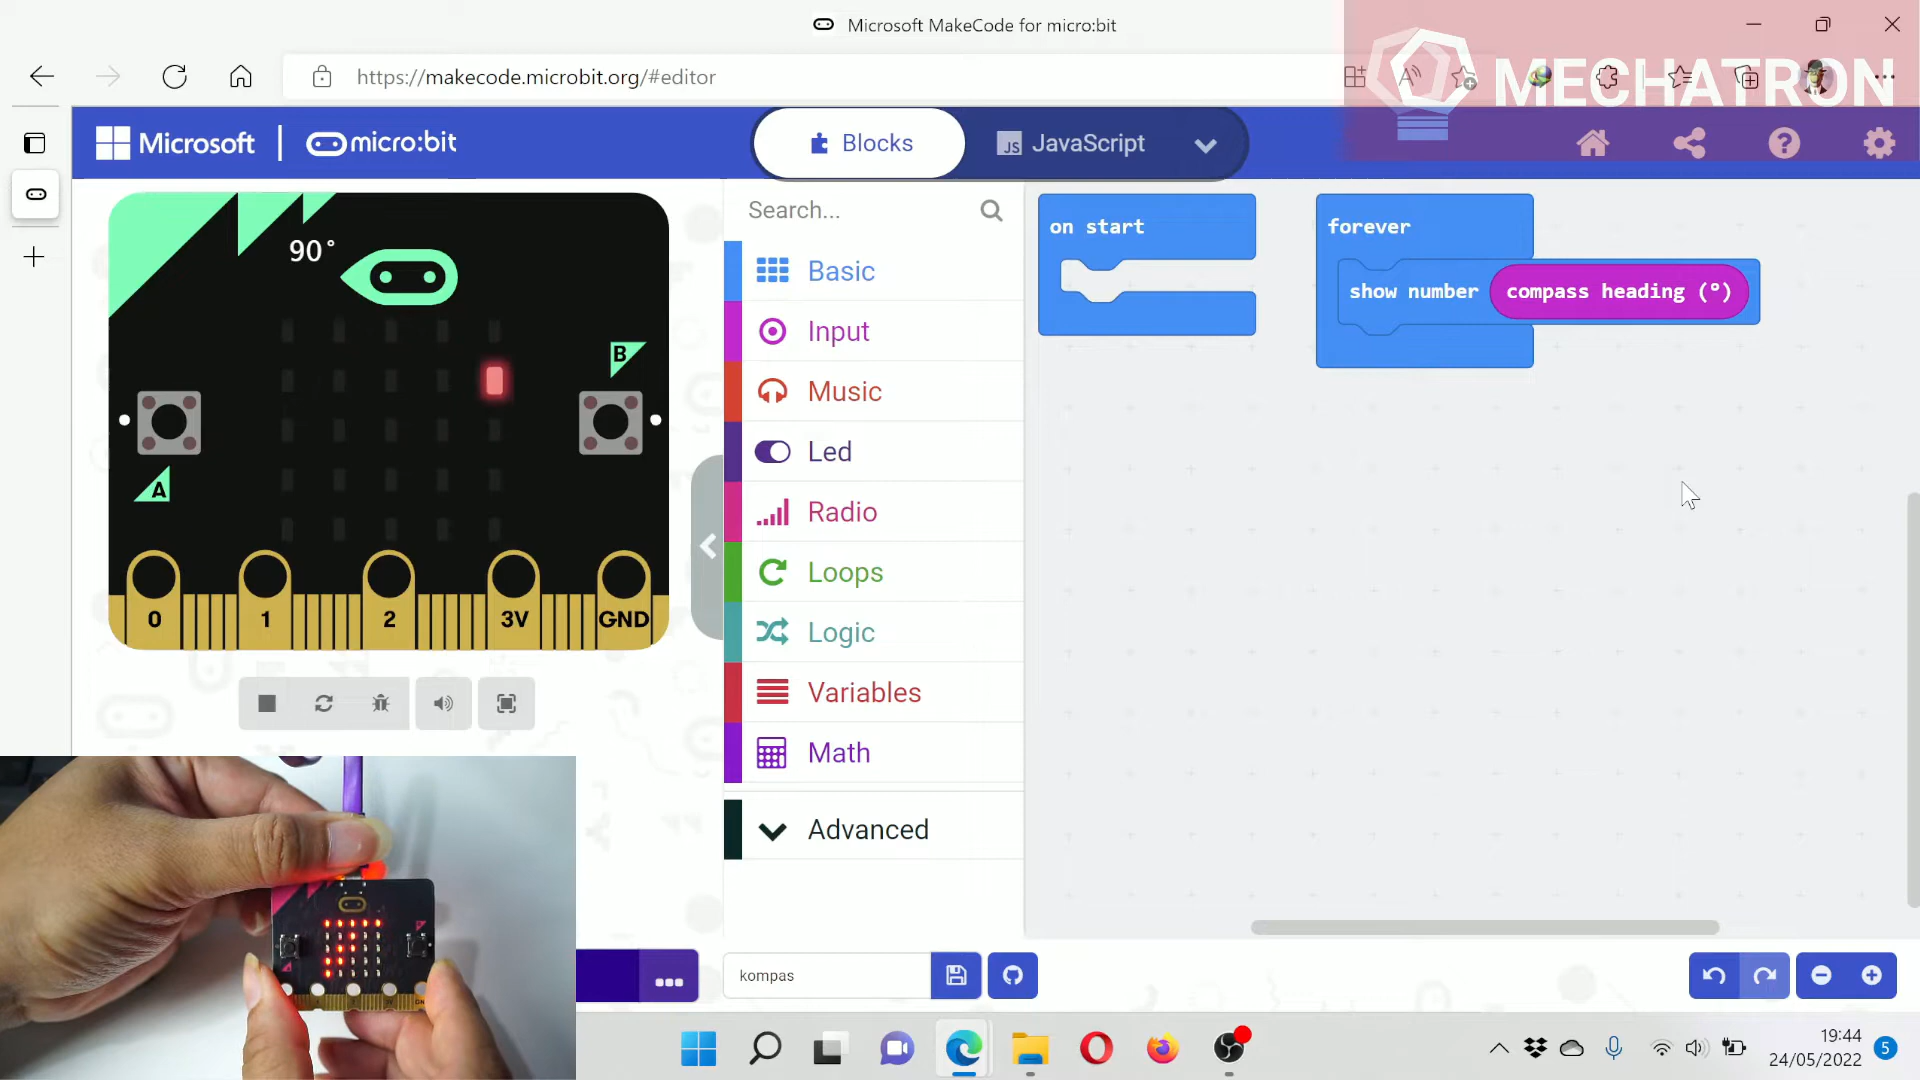 Microsoft MakeCode for micro:bit
https://makecode.microbit.org/#editor
MECHATRON
Microsoft
micro:bit
Blocks
JS
JavaScript
90°
B
A
0
1
2
3V
GND
Search...
Basic
Input
Music
Led
Radio
Loops
Logic
Variables
Math
Advanced
on start
forever
show number
compass heading (°)
kompas
19:44
24/05/2022
5